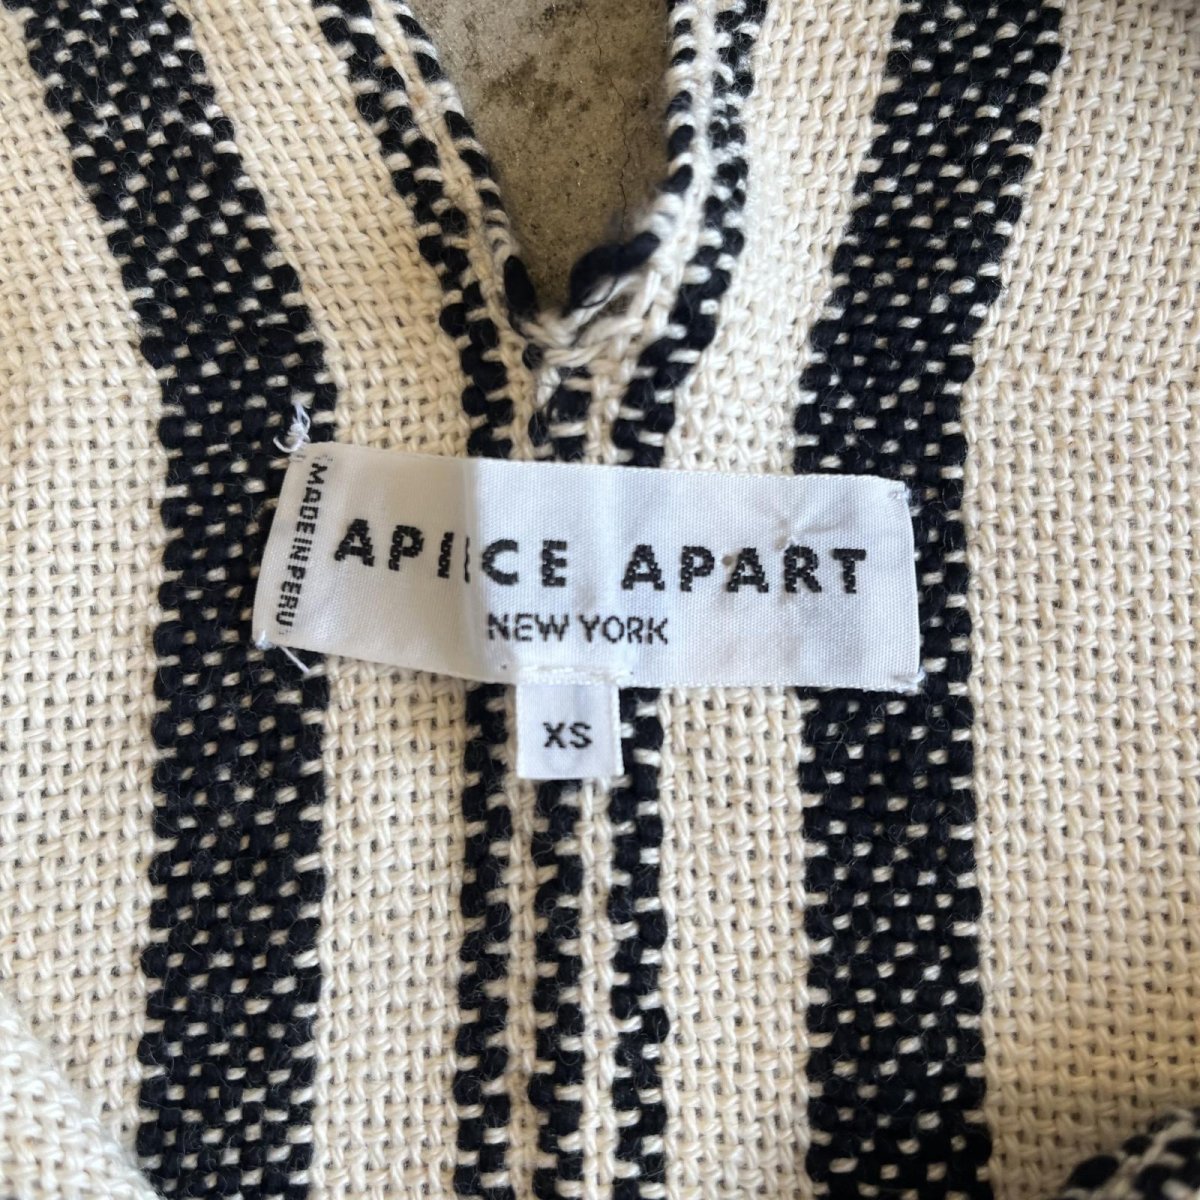 MADE IN PERU
APIECE APART
NEW YORK
XS